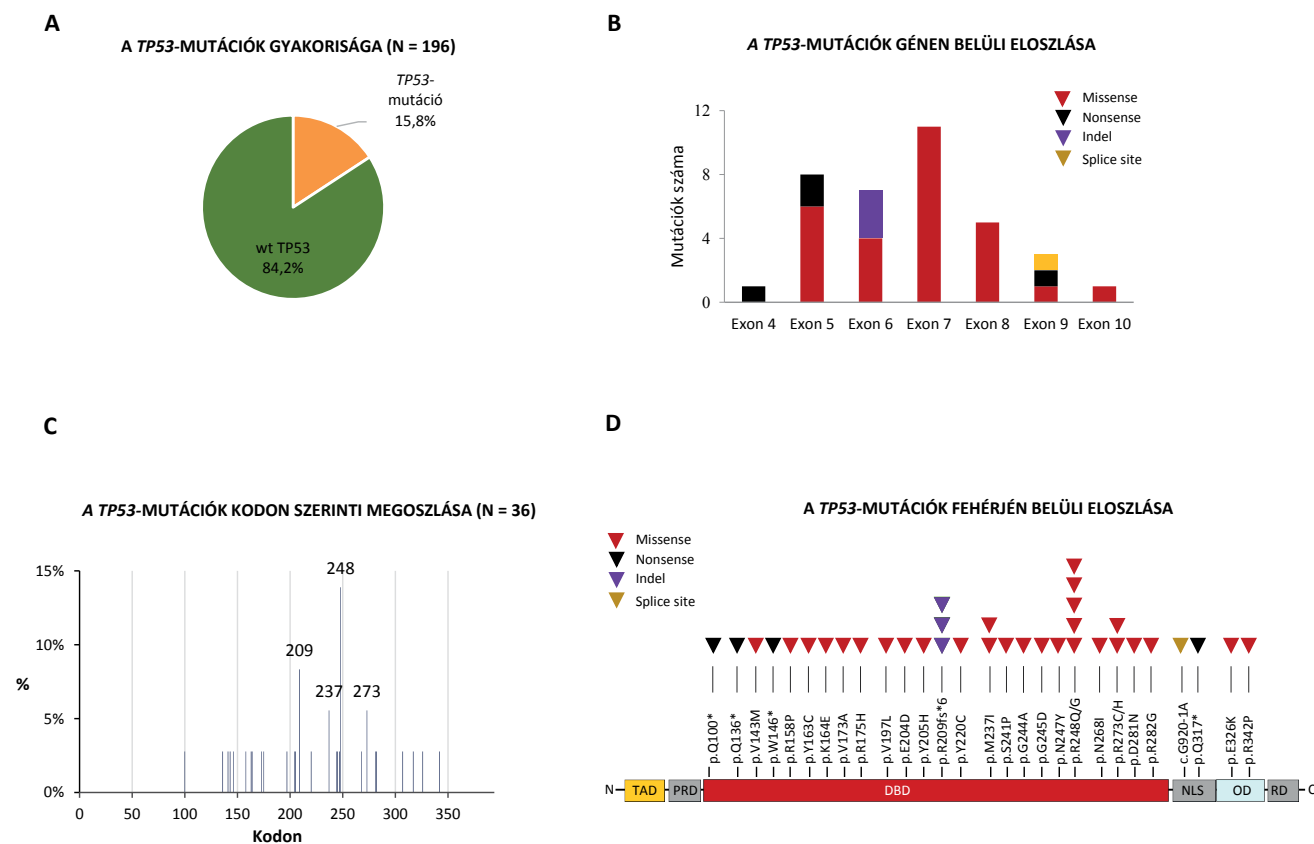 A
A TP53-MUTÁCIÓK GYAKORISÁGA (N = 196)
TP53-
mutáció
15,8%
wt TP53
84,2%
B
A TP53-MUTÁCIÓK GÉNEN BELÜLI ELOSZLÁSA
Missense
Nonsense
Indel
Splice site
Mutációk száma
12
8
4
0
Exon 4
Exon 5
Exon 6
Exon 7
Exon 8
Exon 9
Exon 10
C
A TP53-MUTÁCIÓK KODON SZERINTI MEGOSZLÁSA (N = 36)
%
15%
10%
5%
0%
209
237
248
273
0
50
100
150
200
250
300
350
Kodon
D
A TP53-MUTÁCIÓK FEHÉRJÉN BELÜLI ELOSZLÁSA
Missense
Nonsense
Indel
Splice site
p.Q100*
p.Q136*
p.V143M
p.W146*
p.R158P
p.Y163C
p.K164E
p.V173A
p.R175H
p.V197L
p.E204D
p.Y205H
p.R209fs*6
p.Y220C
p.M237I
p.S241P
p.G244A
p.G245D
p.N247Y
p.R248Q/G
p.N268I
p.R273C/H
p.D281N
p.R282G
c.G920-1A
p.Q317*
p.E326K
p.R342P
N
TAD
PRD
DBD
NLS
OD
RD
C